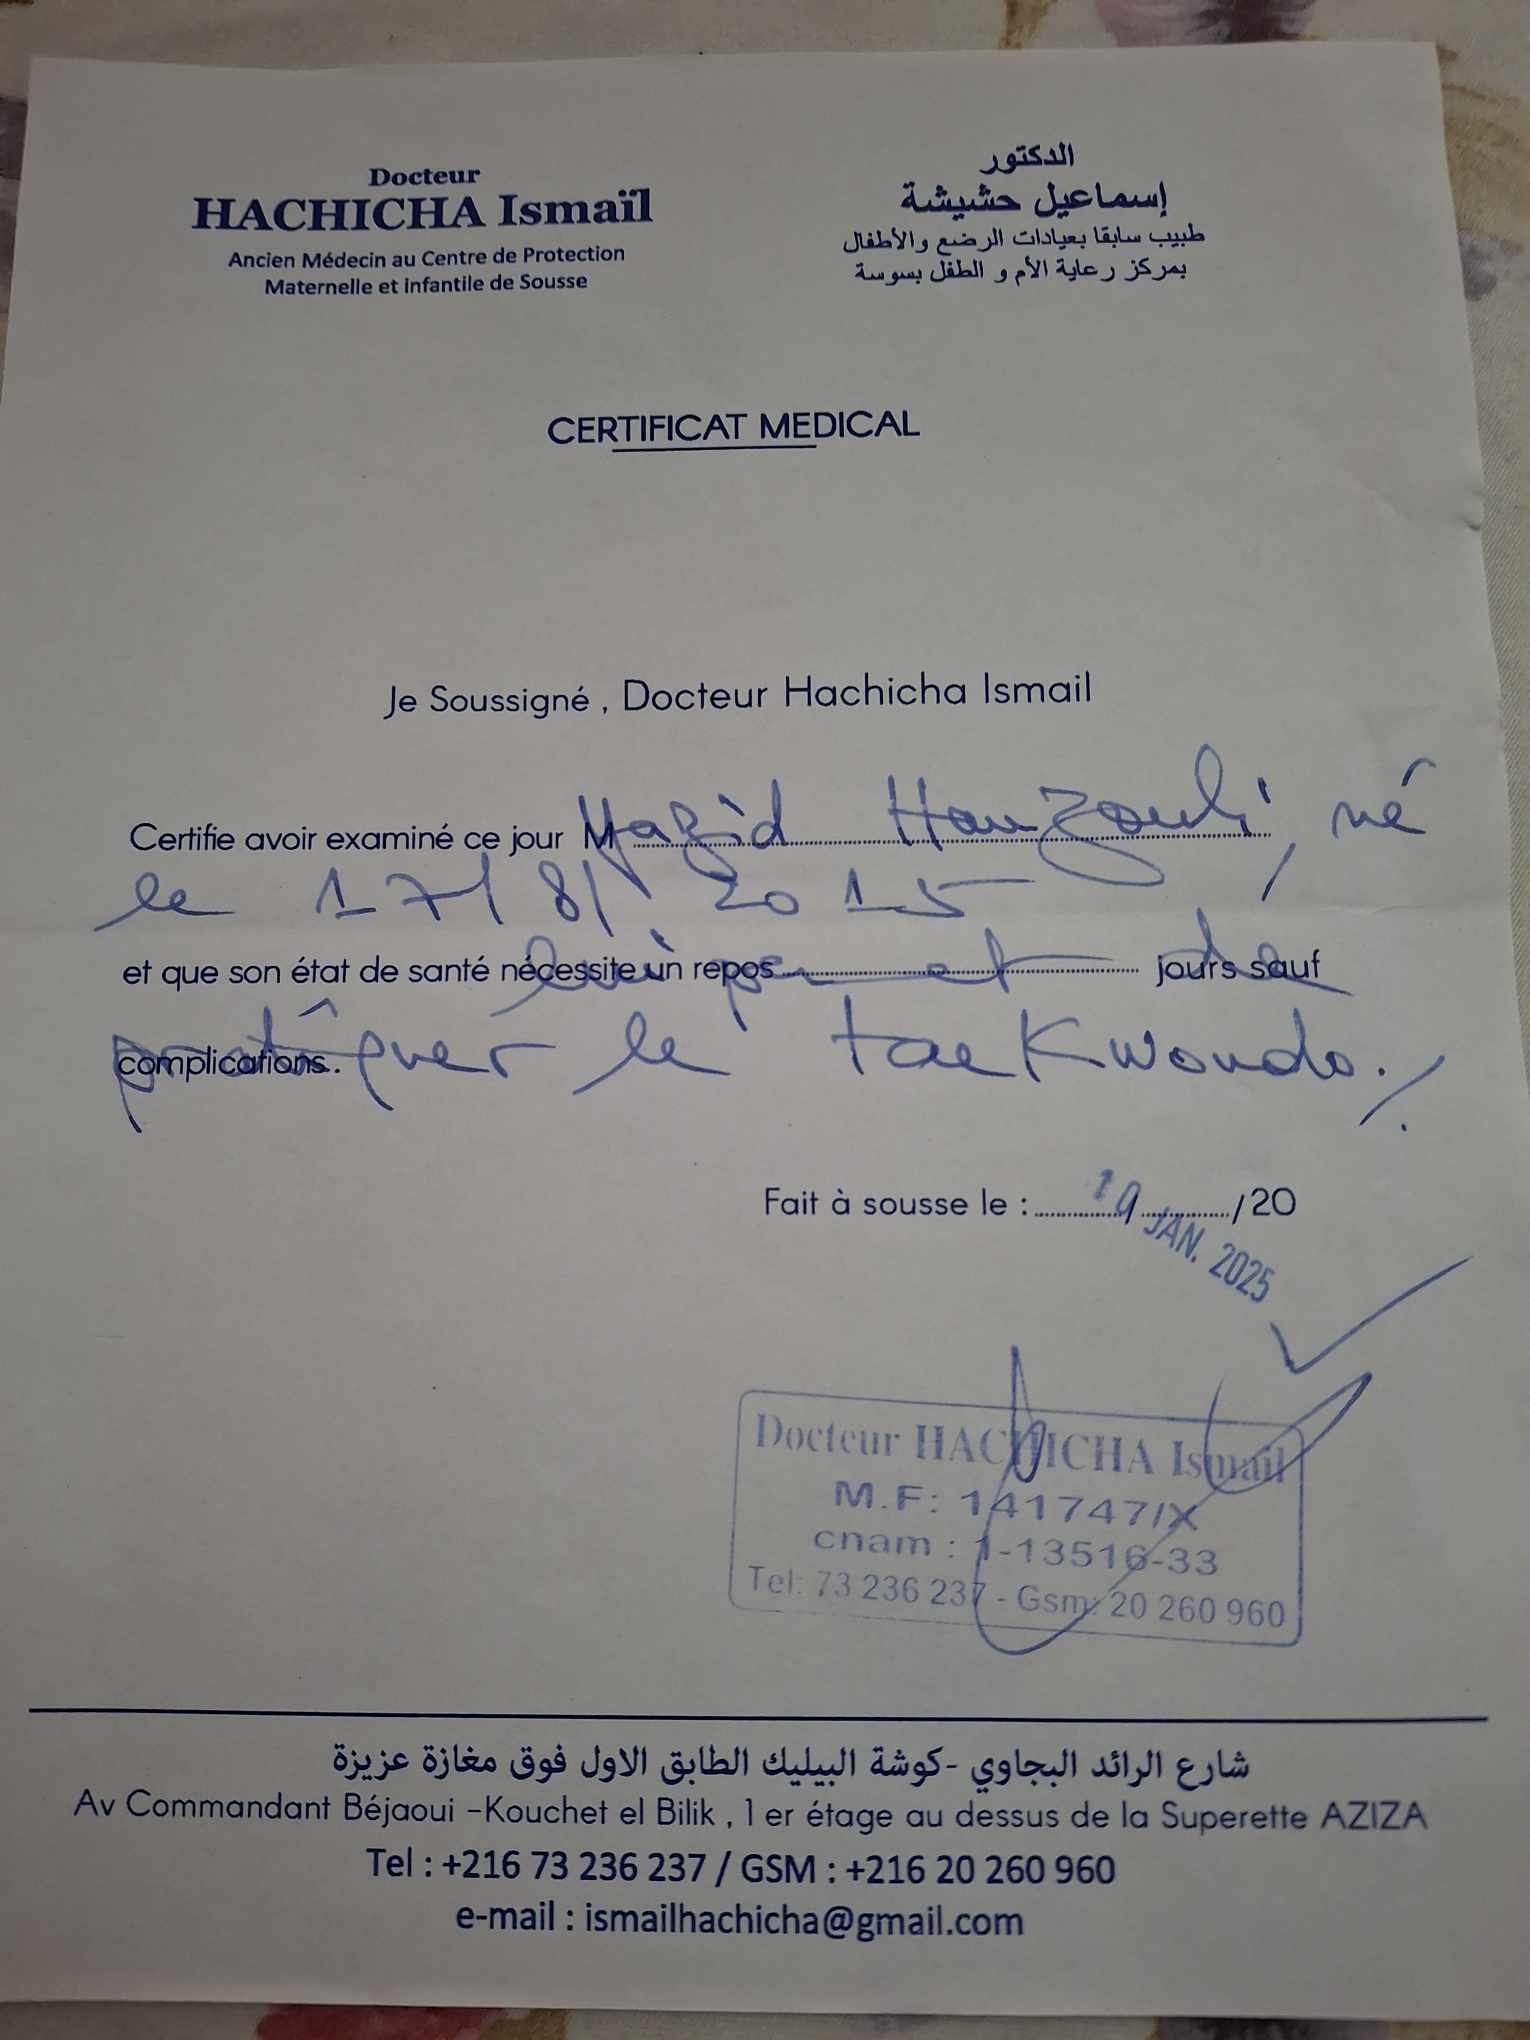 Docteur
HACHICHA Ismaïl
Ancien Médecin au Centre de Protection
Maternelle et infantile de Sousse
الدكتور
إسماعيل حشيشة
طبيب سابقا بعيادات الرضع والأطفال
بمركز رعاية الأم و الطفل بسوسة
CERTIFICAT MEDICAL
Je Soussigné , Docteur Hachicha Ismail
Certifie avoir examiné ce jour M Yazid Hamzouli, né
le 17/8/2015
et que son état de santé nécessite un repos jours sauf
lui permet de
complications..
pratiquer le taekwondo./.
Fait à sousse le : /20
10 JAN. 2025
Docteur HACHICHA Ismail
M.F: 141747/X
cnam : 1-13516-33
Tel: 73 236 237 - Gsm: 20 260 960
شارع الرائد البجاوي -كوشة البيليك الطابق الاول فوق مغازة عزيزة
Av Commandant Béjaoui -Kouchet el Bilik , 1 er étage au dessus de la Superette AZIZA
Tel : +216 73 236 237 / GSM : +216 20 260 960
e-mail : ismailhachicha@gmail.com